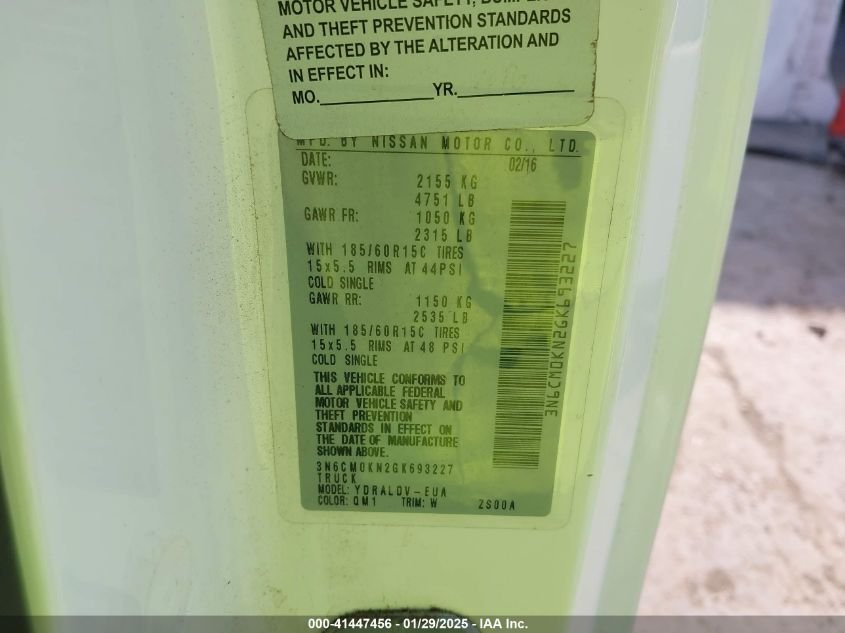 MOTOR VEHICLE SAFETY, BUMPER
AND THEFT PREVENTION STANDARDS
AFFECTED BY THE ALTERATION AND
IN EFFECT IN:
MO.____________YR.____________
MFD. BY NISSAN MOTOR CO., LTD.
DATE: 02/16
GVWR: 2155 KG
4751 LB
GAWR FR: 1050 KG
2315 LB
WITH 185/60R15C TIRES
15x5.5 RIMS AT 44PSI
COLD SINGLE
GAWR RR: 1150 KG
2535 LB
WITH 185/60R15C TIRES
15x5.5 RIMS AT 48 PSI
COLD SINGLE
THIS VEHICLE CONFORMS TO
ALL APPLICABLE FEDERAL
MOTOR VEHICLE SAFETY AND
THEFT PREVENTION
STANDARDS IN EFFECT ON
THE DATE OF MANUFACTURE
SHOWN ABOVE.
3N6CM0KN2GK693227
TRUCK
MODEL: YDRALDV-EUA
COLOR: QM1 TRIM: W ZS00A
3N6CM0KN2GK693227
000-41447456 - 01/29/2025 - IAA Inc.